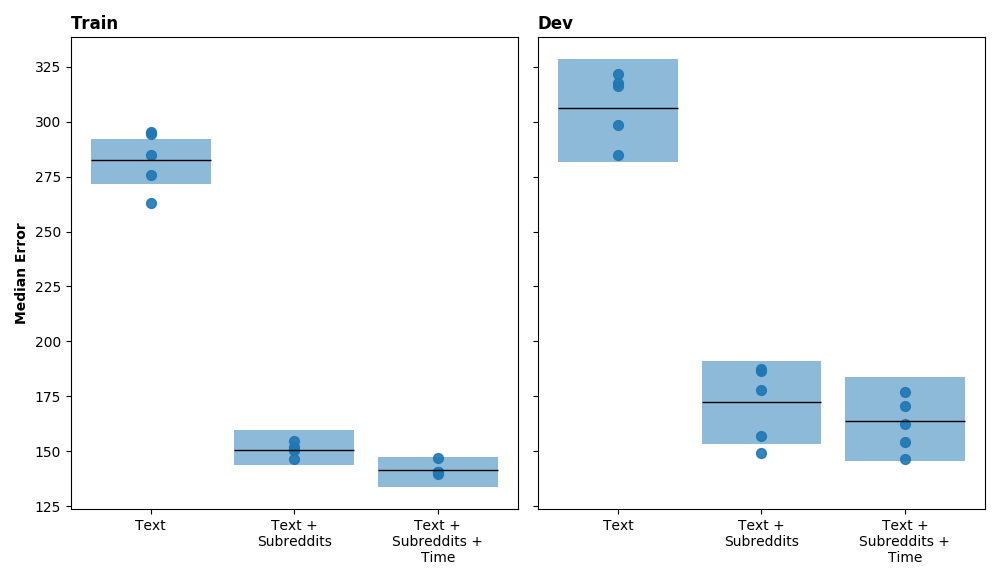 Train
Dev
Median Error
325
300
275
250
225
200
175
150
125
Text
Text +
Subreddits
Text +
Subreddits +
Time
Text
Text +
Subreddits
Text +
Subreddits +
Time